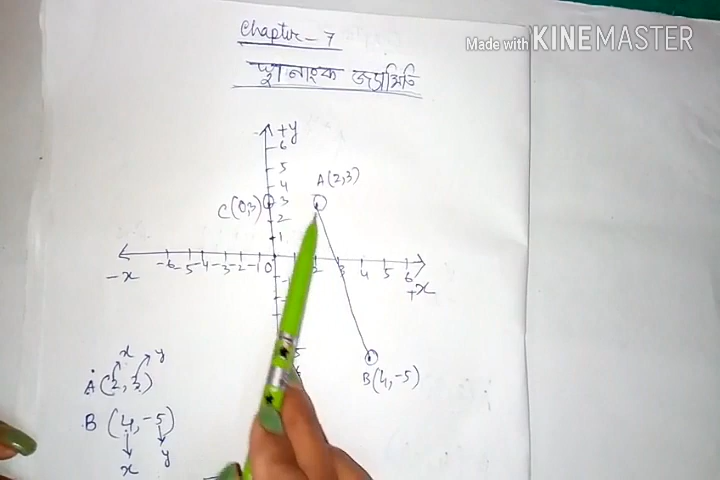 Chapter - 7
Made with KINEMASTER
স্থানাংক জ্যামিতি
+y
6
5
A(2,3)
4
C(0,3) 3
2
1
-x -6 -5 -4 -3 -2 -1 0 2 3 4 5 6 +x
5
B(4,-5)
x y
A(2,3)
B (4,-5)
x y